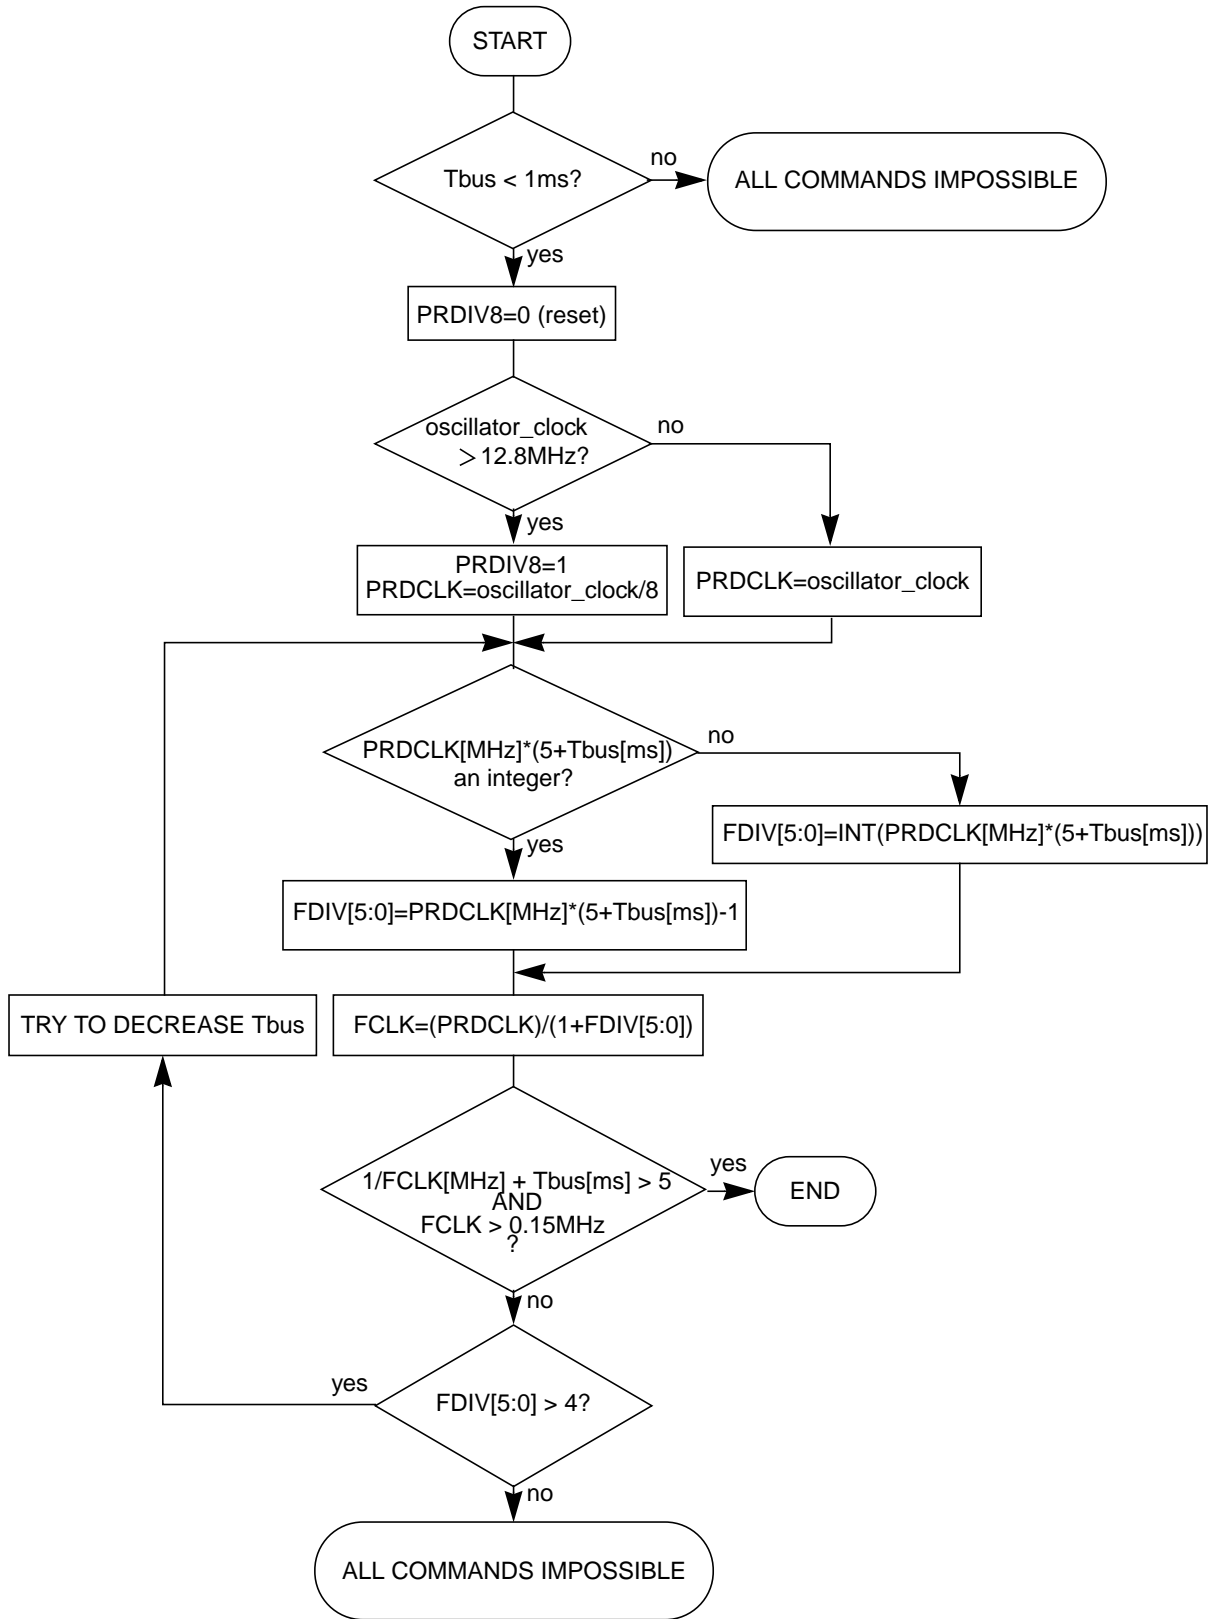 START
Tbus < 1ms?
no
ALL COMMANDS IMPOSSIBLE
yes
PRDIV8=0 (reset)
oscillator_clock
no
>12.8MHz?
yes
PRDIV8=1
PRDCLK=oscillator_clock/8
PRDCLK=oscillator_clock
PRDCLK[MHz]*(5+Tbus[ms])
an integer?
no
yes
FDIV[5:0]=INT(PRDCLK[MHz]*(5+Tbus[ms]))
FDIV[5:0]=PRDCLK[MHz]*(5+Tbus[ms])-1
TRY TO DECREASE Tbus
FCLK=(PRDCLK)/(1+FDIV[5:0])
1/FCLK[MHz] + Tbus[ms] > 5
AND
FCLK > 0.15MHz
?
yes
END
no
FDIV[5:0] > 4?
yes
no
ALL COMMANDS IMPOSSIBLE